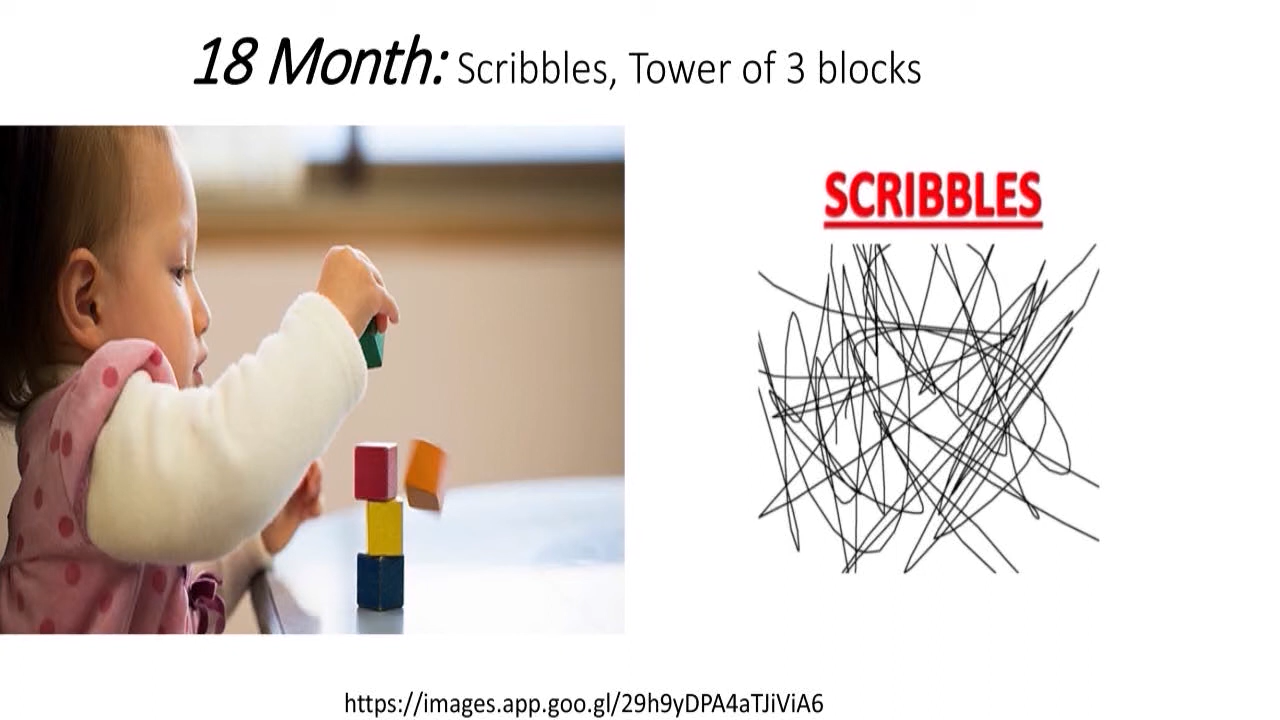 18 Month: Scribbles, Tower of 3 blocks
SCRIBBLES
https://images.app.goo.gl/29h9yDPA4aTJiViA6